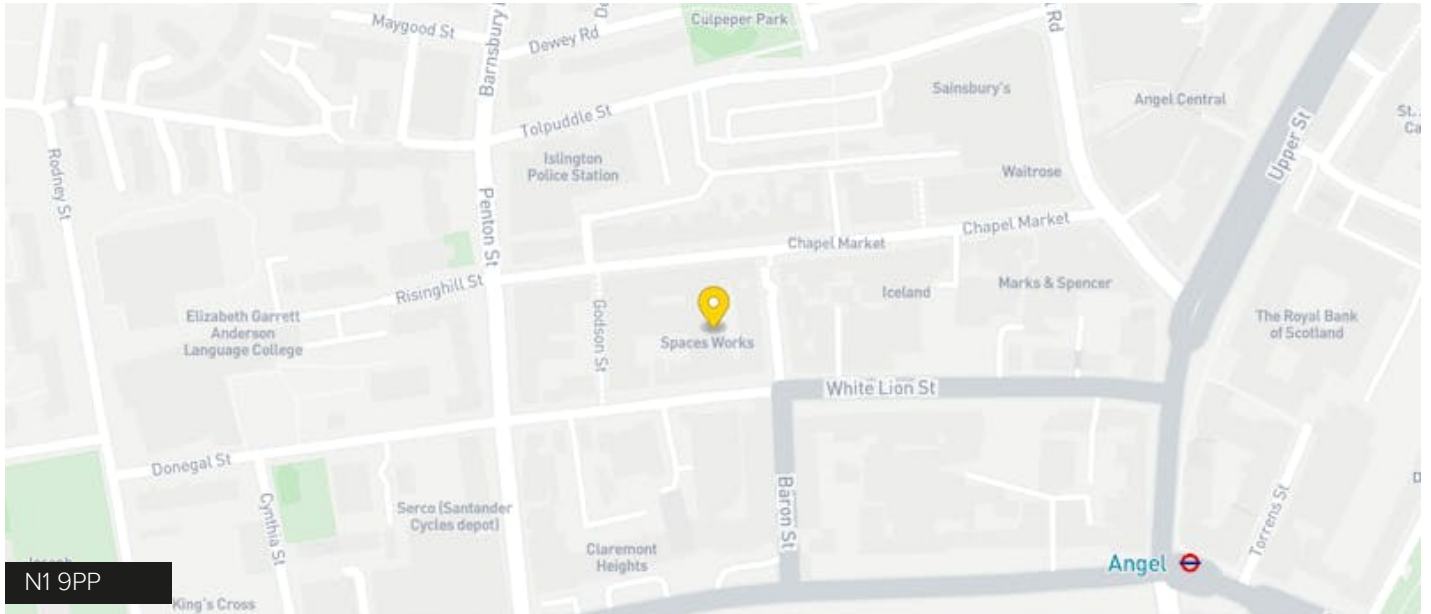 Maygood St
Barnsbury
Dewey Rd
Culpeper Park
Rd
Sainsbury's
Angel Central
Upper St
St.
Ca
Tolpuddle St
Islington
Police Station
Waitrose
Rodney St
Penton St
Chapel Market
Chapel Market
Risinghill St
Godson St
Iceland
Marks & Spencer
Elizabeth Garrett
Anderson
Language College
Spaces Works
The Royal Bank
of Scotland
White Lion St
Donegal St
Cynthia St
Serco (Santander
Cycles depot)
Baron St
Torrens St
Claremont
Heights
Angel
N1 9PP
King's Cross